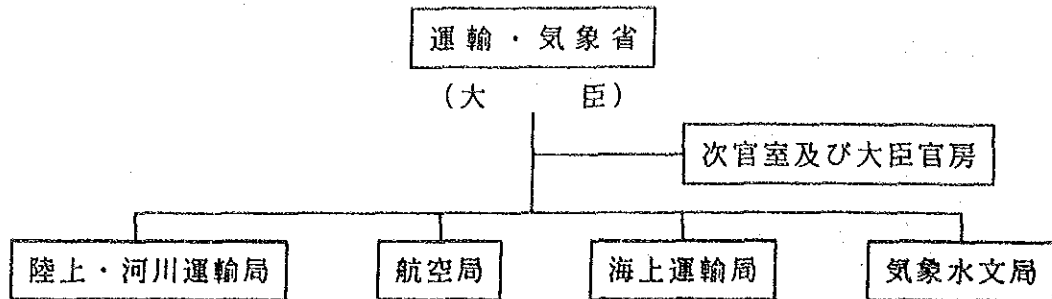 運輸・気象省
(大 臣)
次官室及び大臣官房
陸上・河川運輸局
航空局
海上運輸局
気象水文局